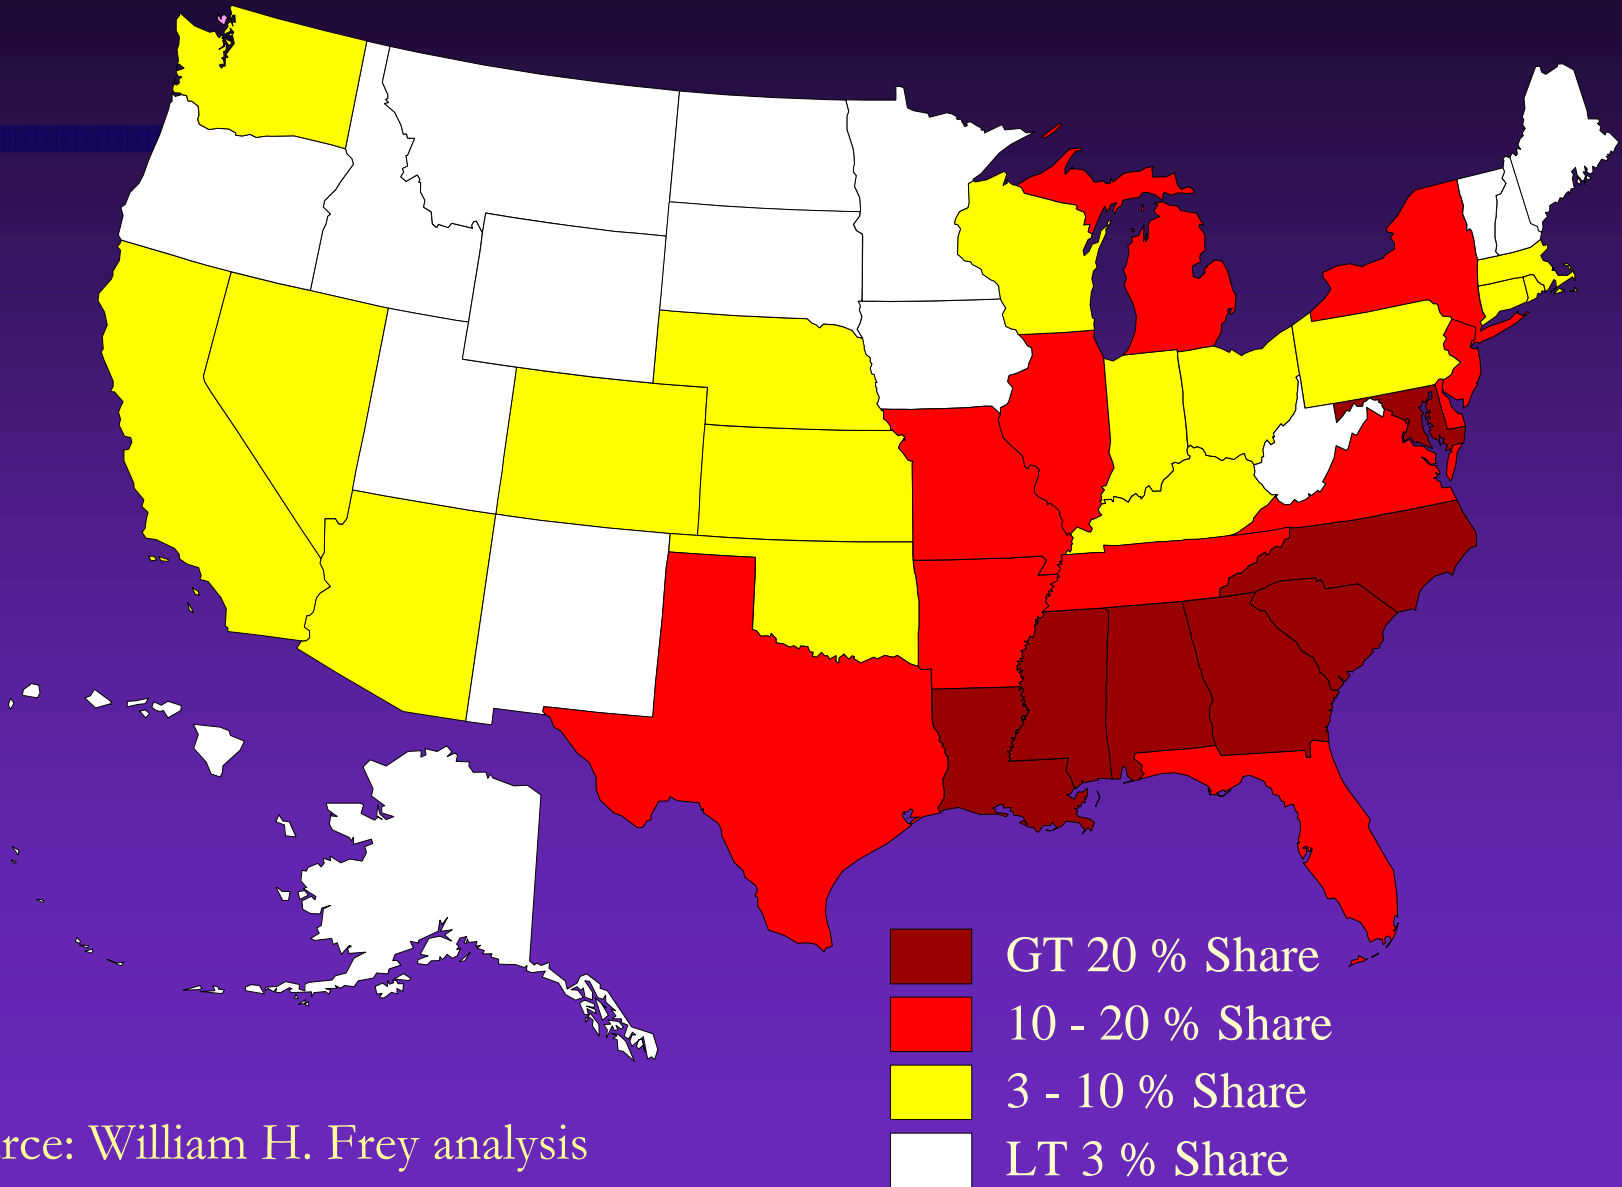 GT 20 % Share
10 - 20 % Share
3 - 10 % Share
LT 3 % Share
rce: William H. Frey analysis